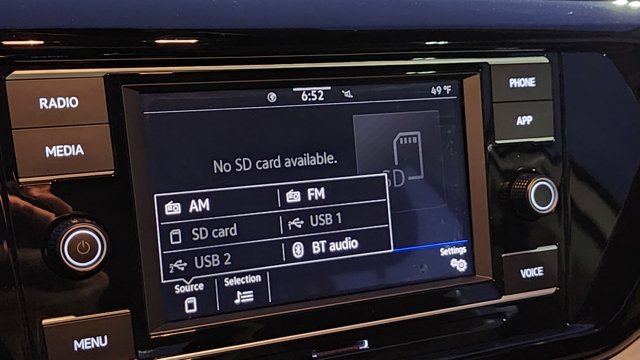 RADIO
MEDIA
MENU
PHONE
APP
VOICE
6:52
49 °F
No SD card available.
SD
AM
FM
SD card
USB 1
USB 2
BT audio
Source
Selection
Settings